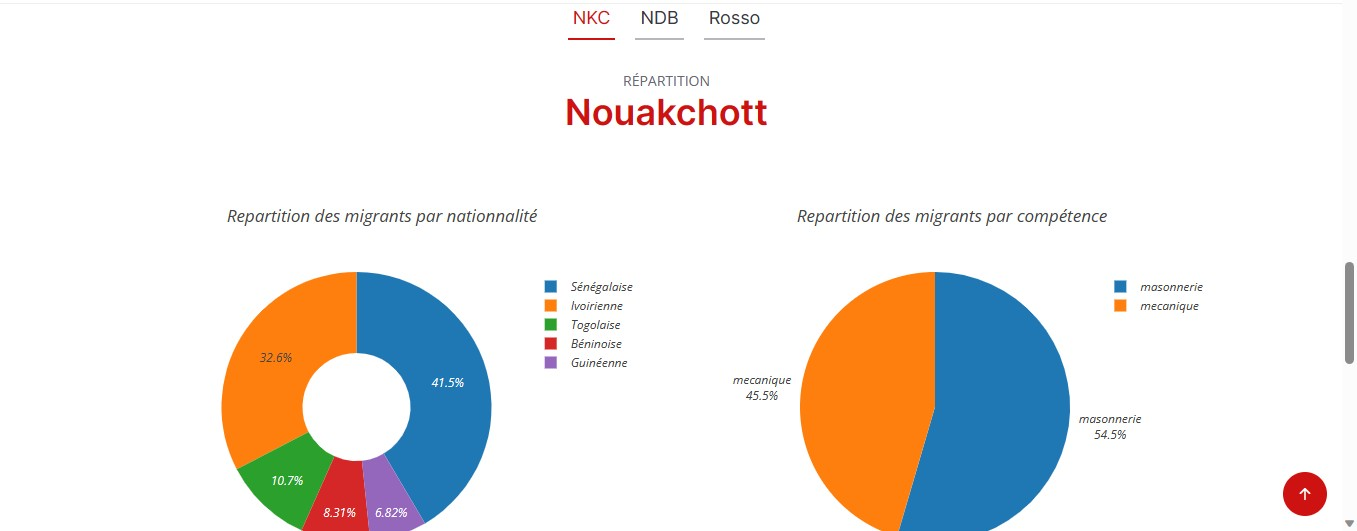 NKC NDB Rosso
RÉPARTITION
Nouakchott
Repartition des migrants par nationnalité
Sénégalaise
Ivoirienne
Togolaise
Béninoise
Guinéenne
32.6%
41.5%
10.7%
8.31%
6.82%
Repartition des migrants par compétence
masonnerie
mecanique
mecanique
45.5%
masonnerie
54.5%